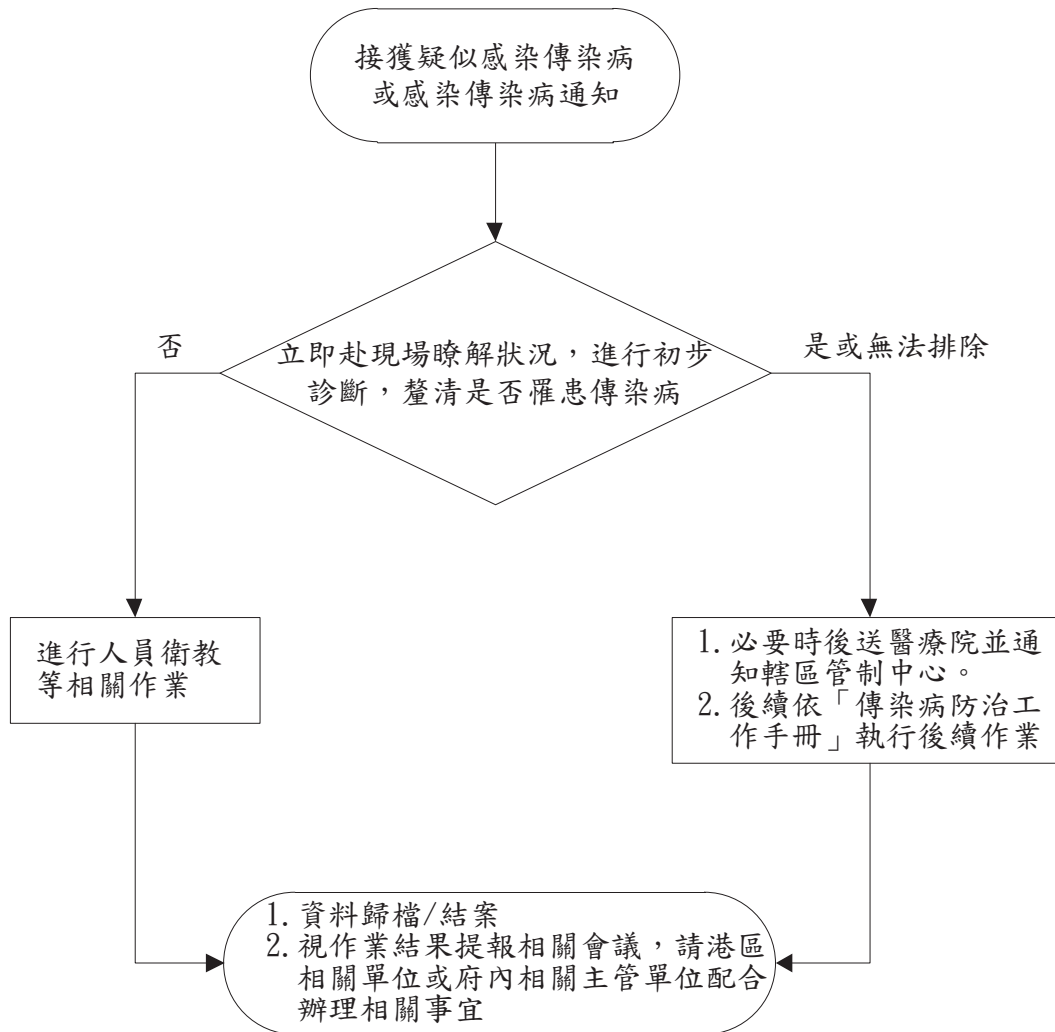 接獲疑似感染傳染病
或感染傳染病通知
否
是或無法排除
立即赴現場瞭解狀況，進行初步
診斷，釐清是否罹患傳染病
進行人員衛教
等相關作業
1. 必要時後送醫療院並通
知轄區管制中心。
2. 後續依「傳染病防治工
作手冊」執行後續作業
1. 資料歸檔/結案
2. 視作業結果提報相關會議，請港區
相關單位或府內相關主管單位配合
辦理相關事宜